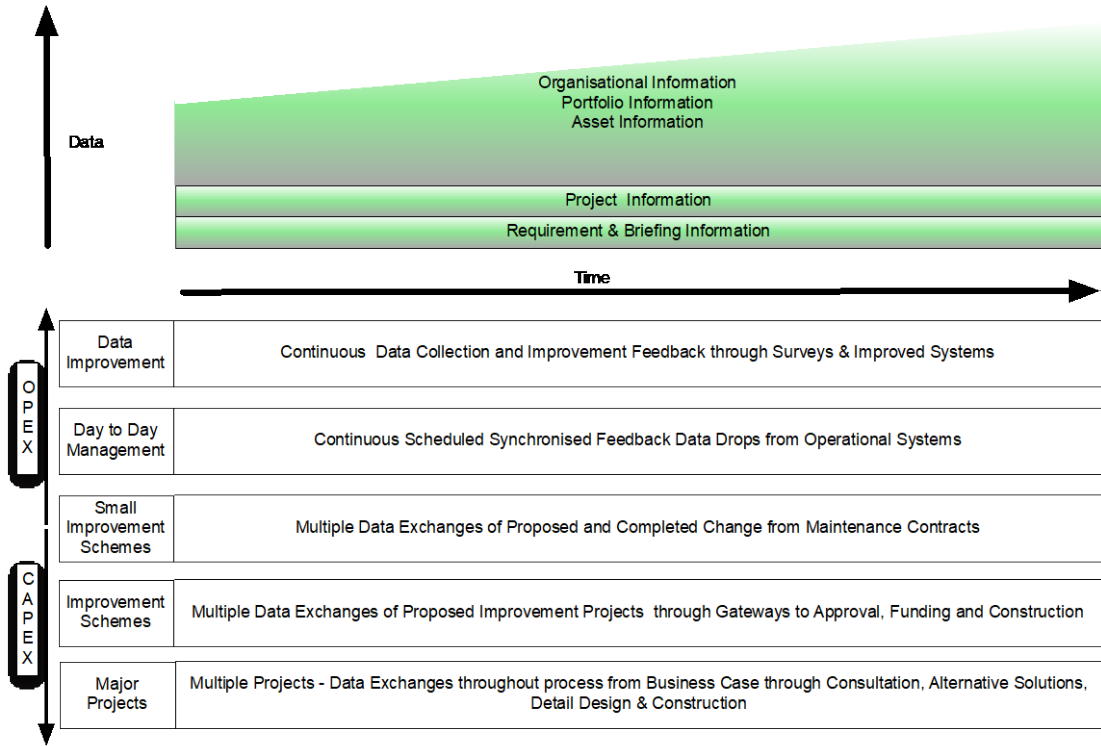 Organisational Information
Portfolio Information
Asset Information
Data
Project Information
Requirement & Briefing Information
Time
OPEX
Data
Improvement
Continuous Data Collection and Improvement Feedback through Surveys & Improved Systems
Day to Day
Management
Continuous Scheduled Synchronised Feedback Data Drops from Operational Systems
Small
Improvement
Schemes
Multiple Data Exchanges of Proposed and Completed Change from Maintenance Contracts
CAPEX
Improvement
Schemes
Multiple Data Exchanges of Proposed Improvement Projects through Gateways to Approval, Funding and Construction
Major
Projects
Multiple Projects - Data Exchanges throughout process from Business Case through Consultation, Alternative Solutions,
Detail Design & Construction